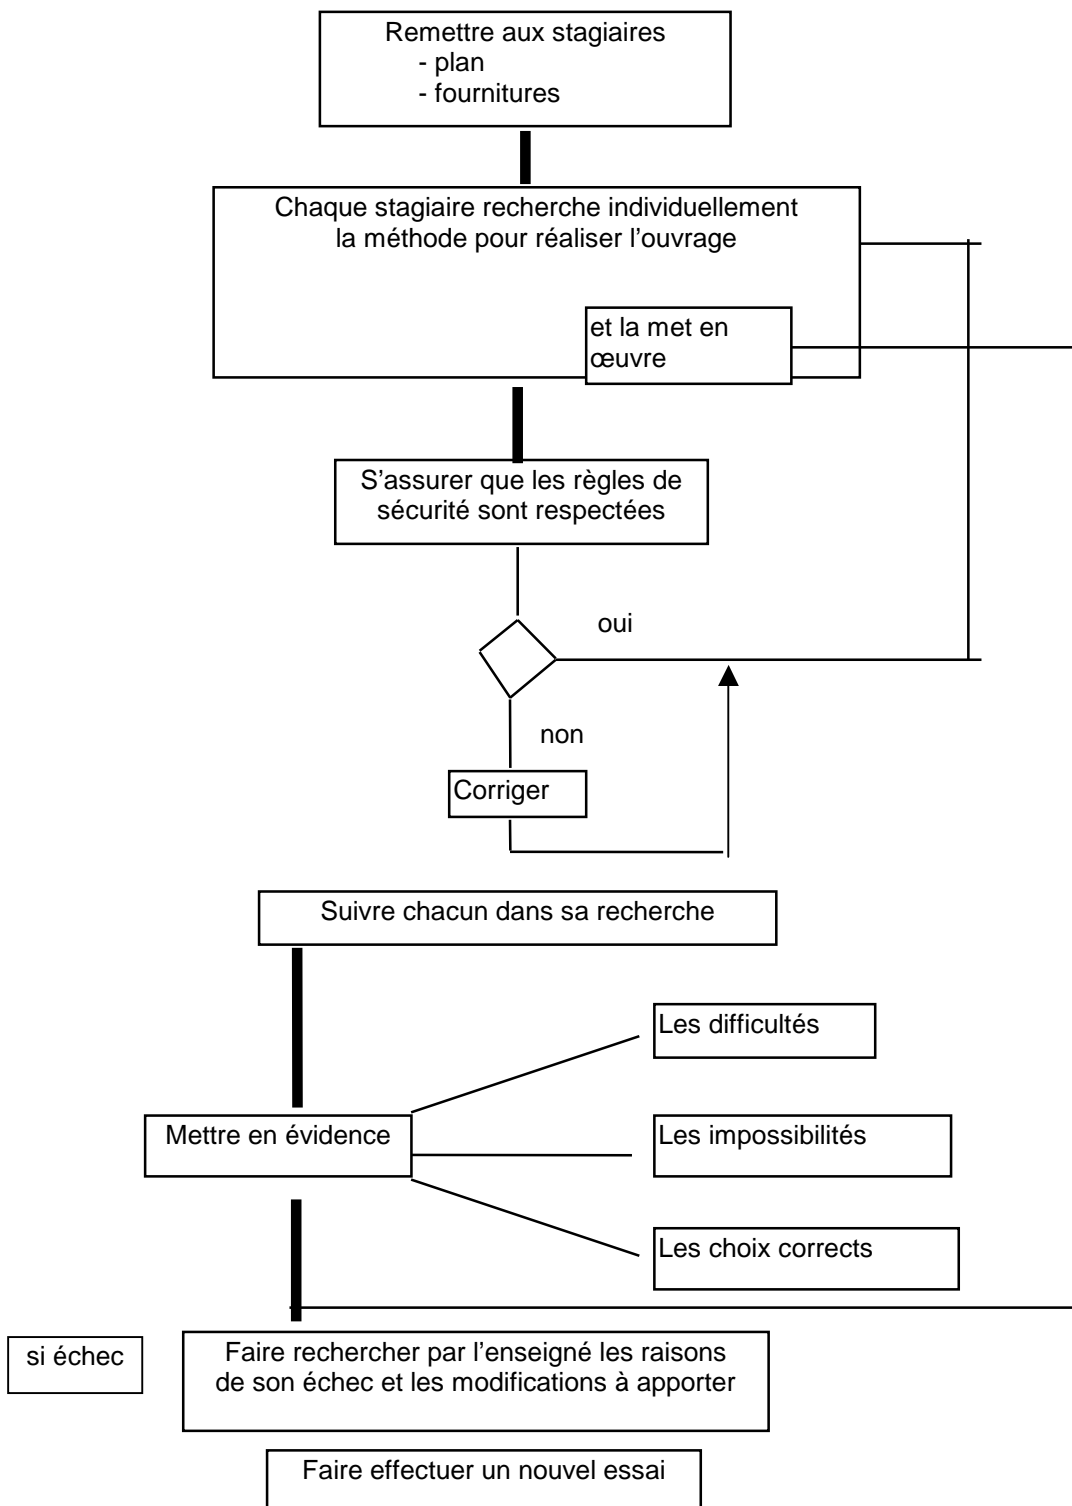 Remettre aux stagiaires
- plan
- fournitures
Chaque stagiaire recherche individuellement
la méthode pour réaliser l’ouvrage
et la met en
œuvre
S’assurer que les règles de
sécurité sont respectées
oui
non
Corriger
Suivre chacun dans sa recherche
Les difficultés
Mettre en évidence
Les impossibilités
Les choix corrects
si échec
Faire rechercher par l’enseigné les raisons
de son échec et les modifications à apporter
Faire effectuer un nouvel essai